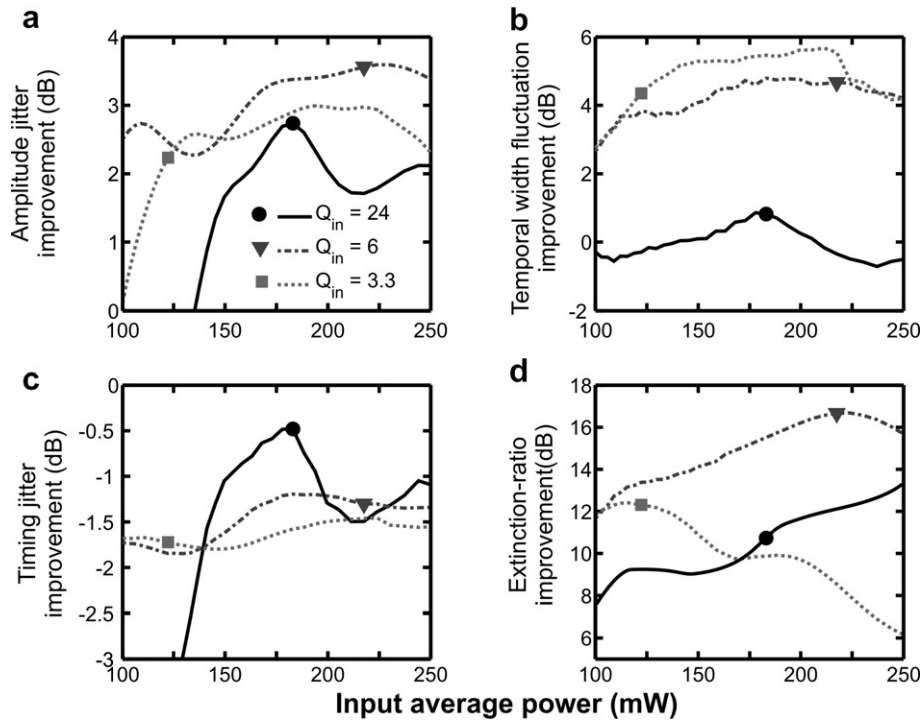 a
Amplitude jitter
improvement (dB)
4
3
2
1
0
100
150
200
250
Q_in = 24
Q_in = 6
Q_in = 3.3
b
Temporal width fluctuation
improvement (dB)
6
4
2
0
-2
100
150
200
250
c
Timing jitter
improvement (dB)
0
-0.5
-1
-1.5
-2
-2.5
-3
100
150
200
250
d
Extinction-ratio
improvement(dB)
18
16
14
12
10
8
6
100
150
200
250
Input average power (mW)